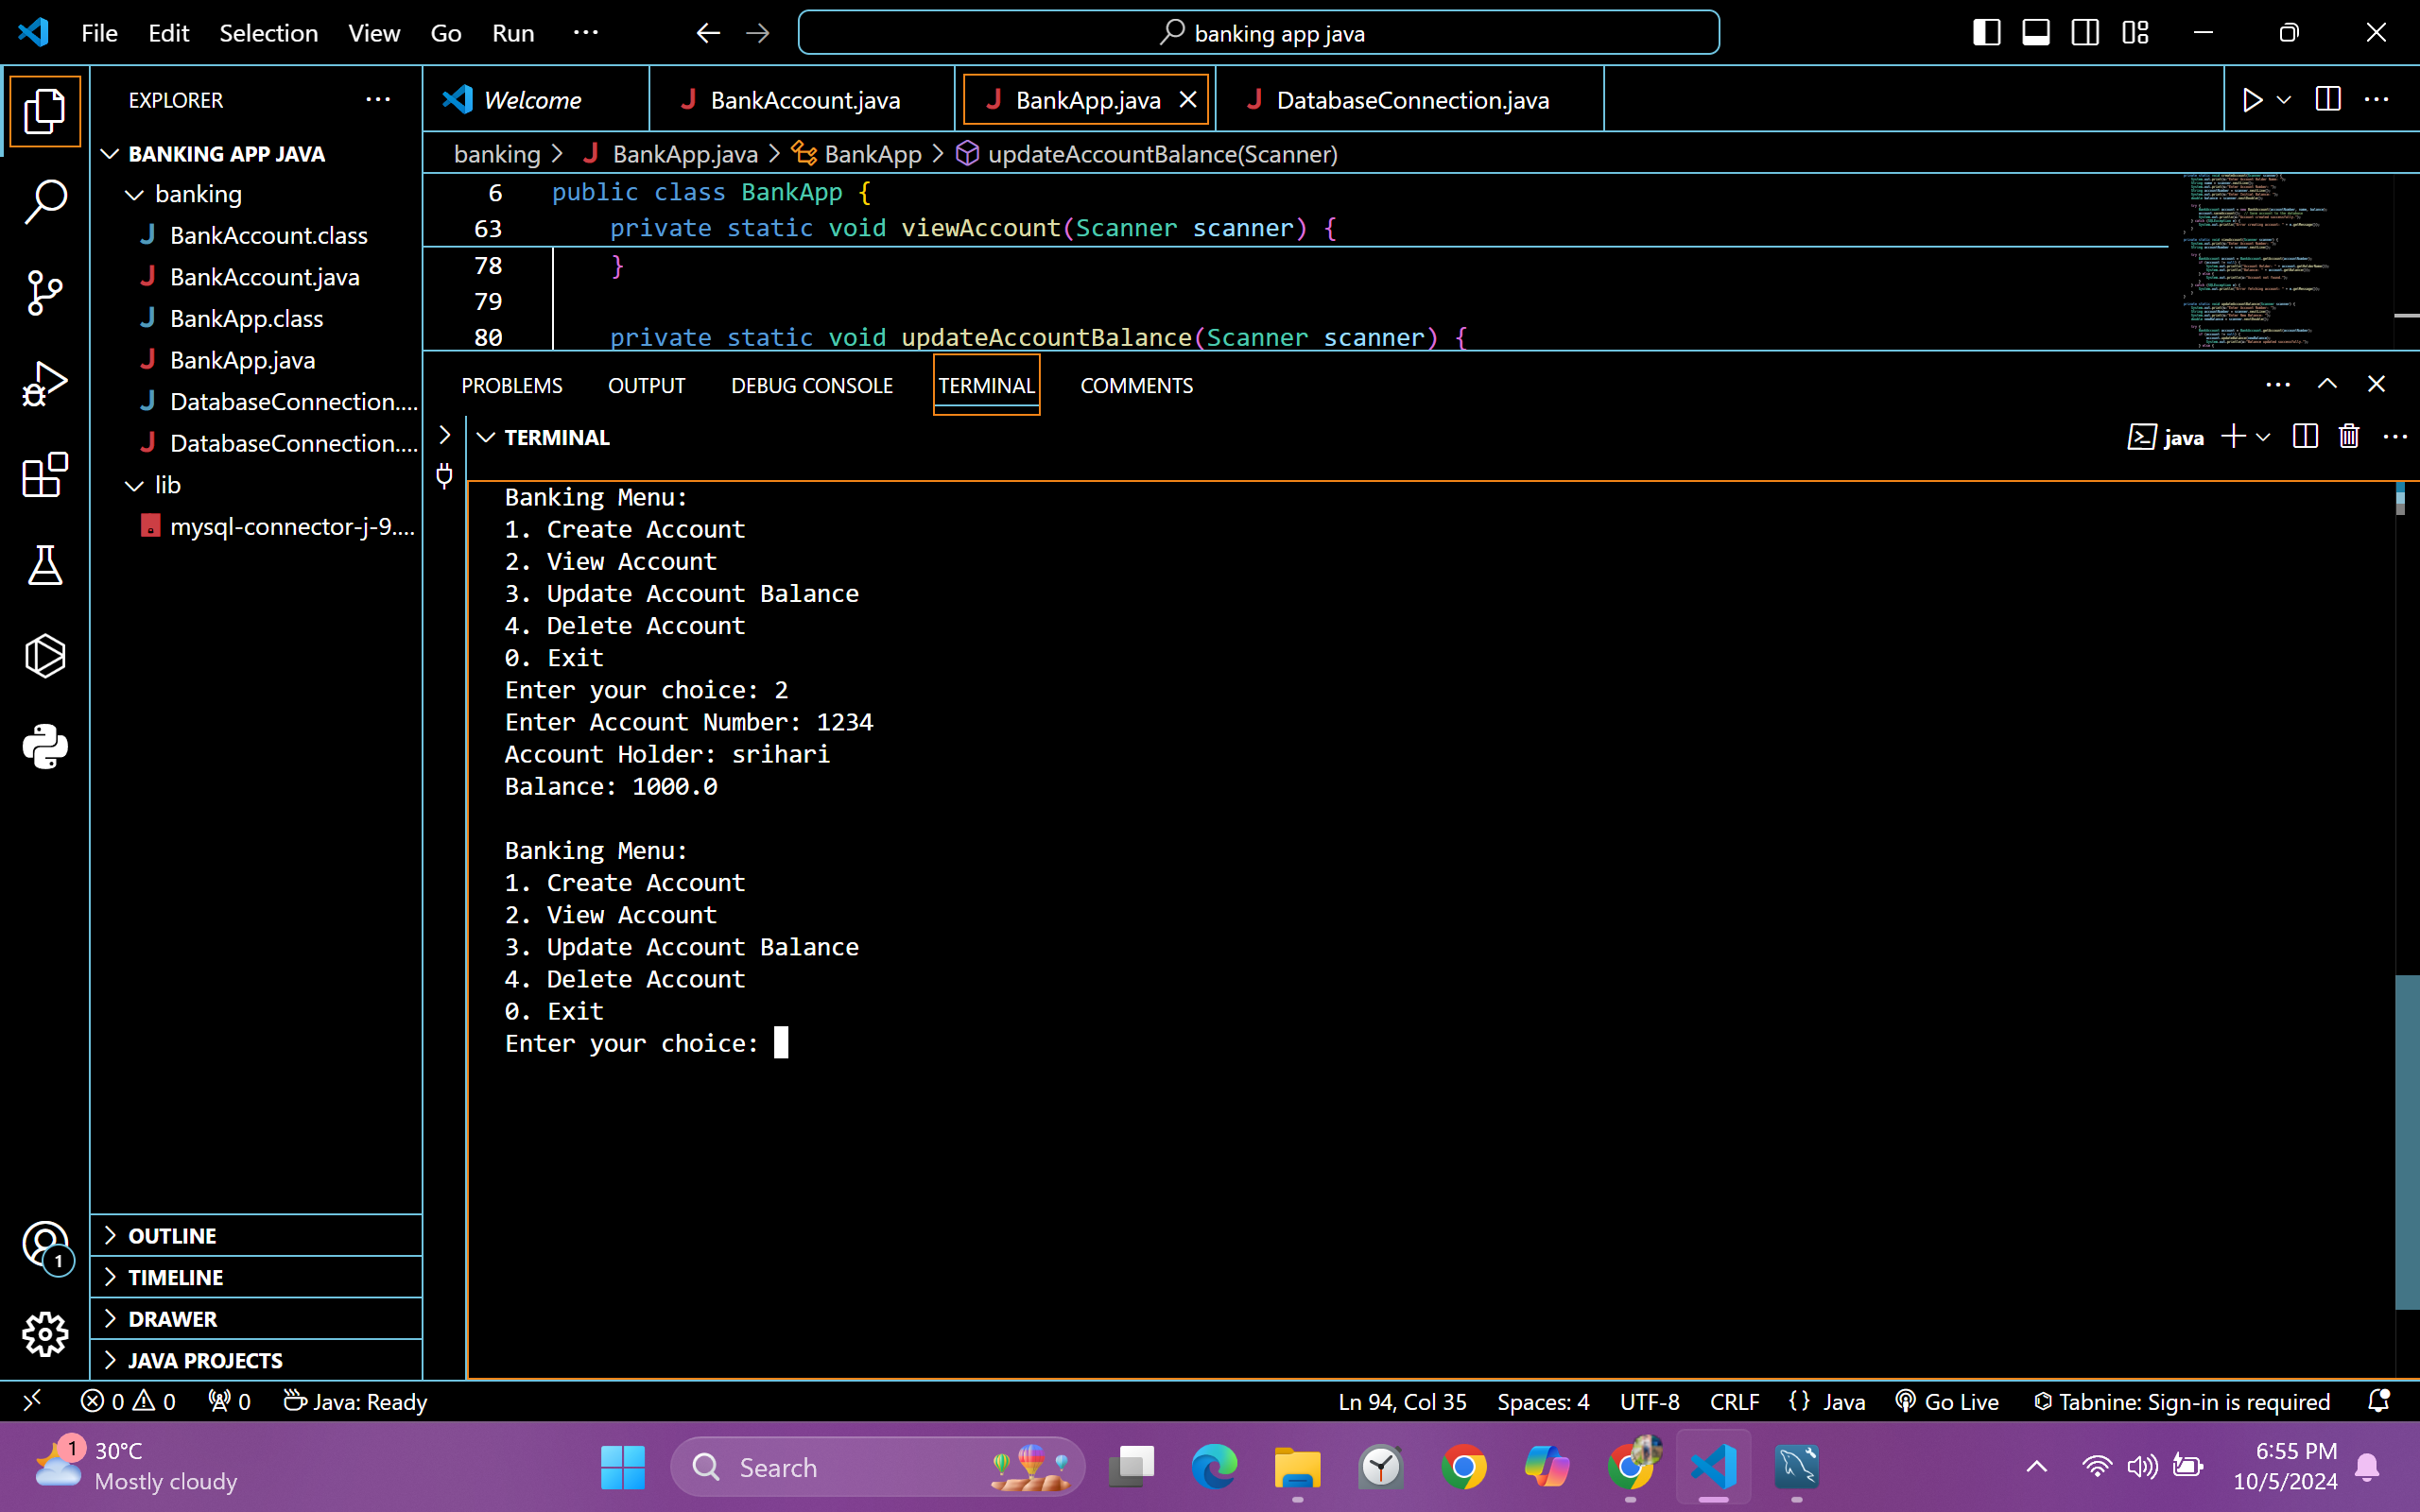 File Edit Selection View Go Run ···
banking app java
EXPLORER ···
BANKING APP JAVA
banking
BankAccount.class
BankAccount.java
BankApp.class
BankApp.java
DatabaseConnection....
DatabaseConnection....
lib
mysql-connector-j-9....
OUTLINE
TIMELINE
DRAWER
JAVA PROJECTS
Welcome BankAccount.java BankApp.java DatabaseConnection.java
banking > BankApp.java > BankApp > updateAccountBalance(Scanner)
6 public class BankApp {
63 private static void viewAccount(Scanner scanner) {
78 }
79
80 private static void updateAccountBalance(Scanner scanner) {
PROBLEMS OUTPUT DEBUG CONSOLE TERMINAL COMMENTS
TERMINAL
java
Banking Menu:
1. Create Account
2. View Account
3. Update Account Balance
4. Delete Account
0. Exit
Enter your choice: 2
Enter Account Number: 1234
Account Holder: srihari
Balance: 1000.0
Banking Menu:
1. Create Account
2. View Account
3. Update Account Balance
4. Delete Account
0. Exit
Enter your choice:
1
0 0 0 Java: Ready
Ln 94, Col 35 Spaces: 4 UTF-8 CRLF {} Java Go Live Tabnine: Sign-in is required
1
30°C
Mostly cloudy
Search
6:55 PM
10/5/2024